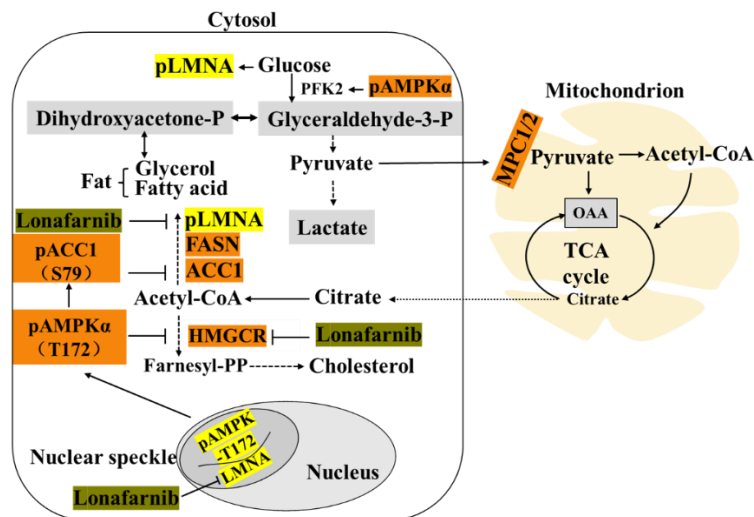 Cytosol
pLMNA
Glucose
PFK2
pAMPKα
Mitochondrion
Dihydroxyacetone-P
Glyceraldehyde-3-P
MPC1/2
Pyruvate
Pyruvate
Acetyl-CoA
Fat
Glycerol
Fatty acid
Lactate
OAA
Lonafarnib
pLMNA
FASN
pACC1
(S79)
ACC1
TCA
cycle
Acetyl-CoA
Citrate
Citrate
pAMPKα
(T172)
HMGCR
Lonafarnib
Farnesyl-PP
Cholesterol
pAMPK
-T172
LMNA
Nuclear speckle
Nucleus
Lonafarnib